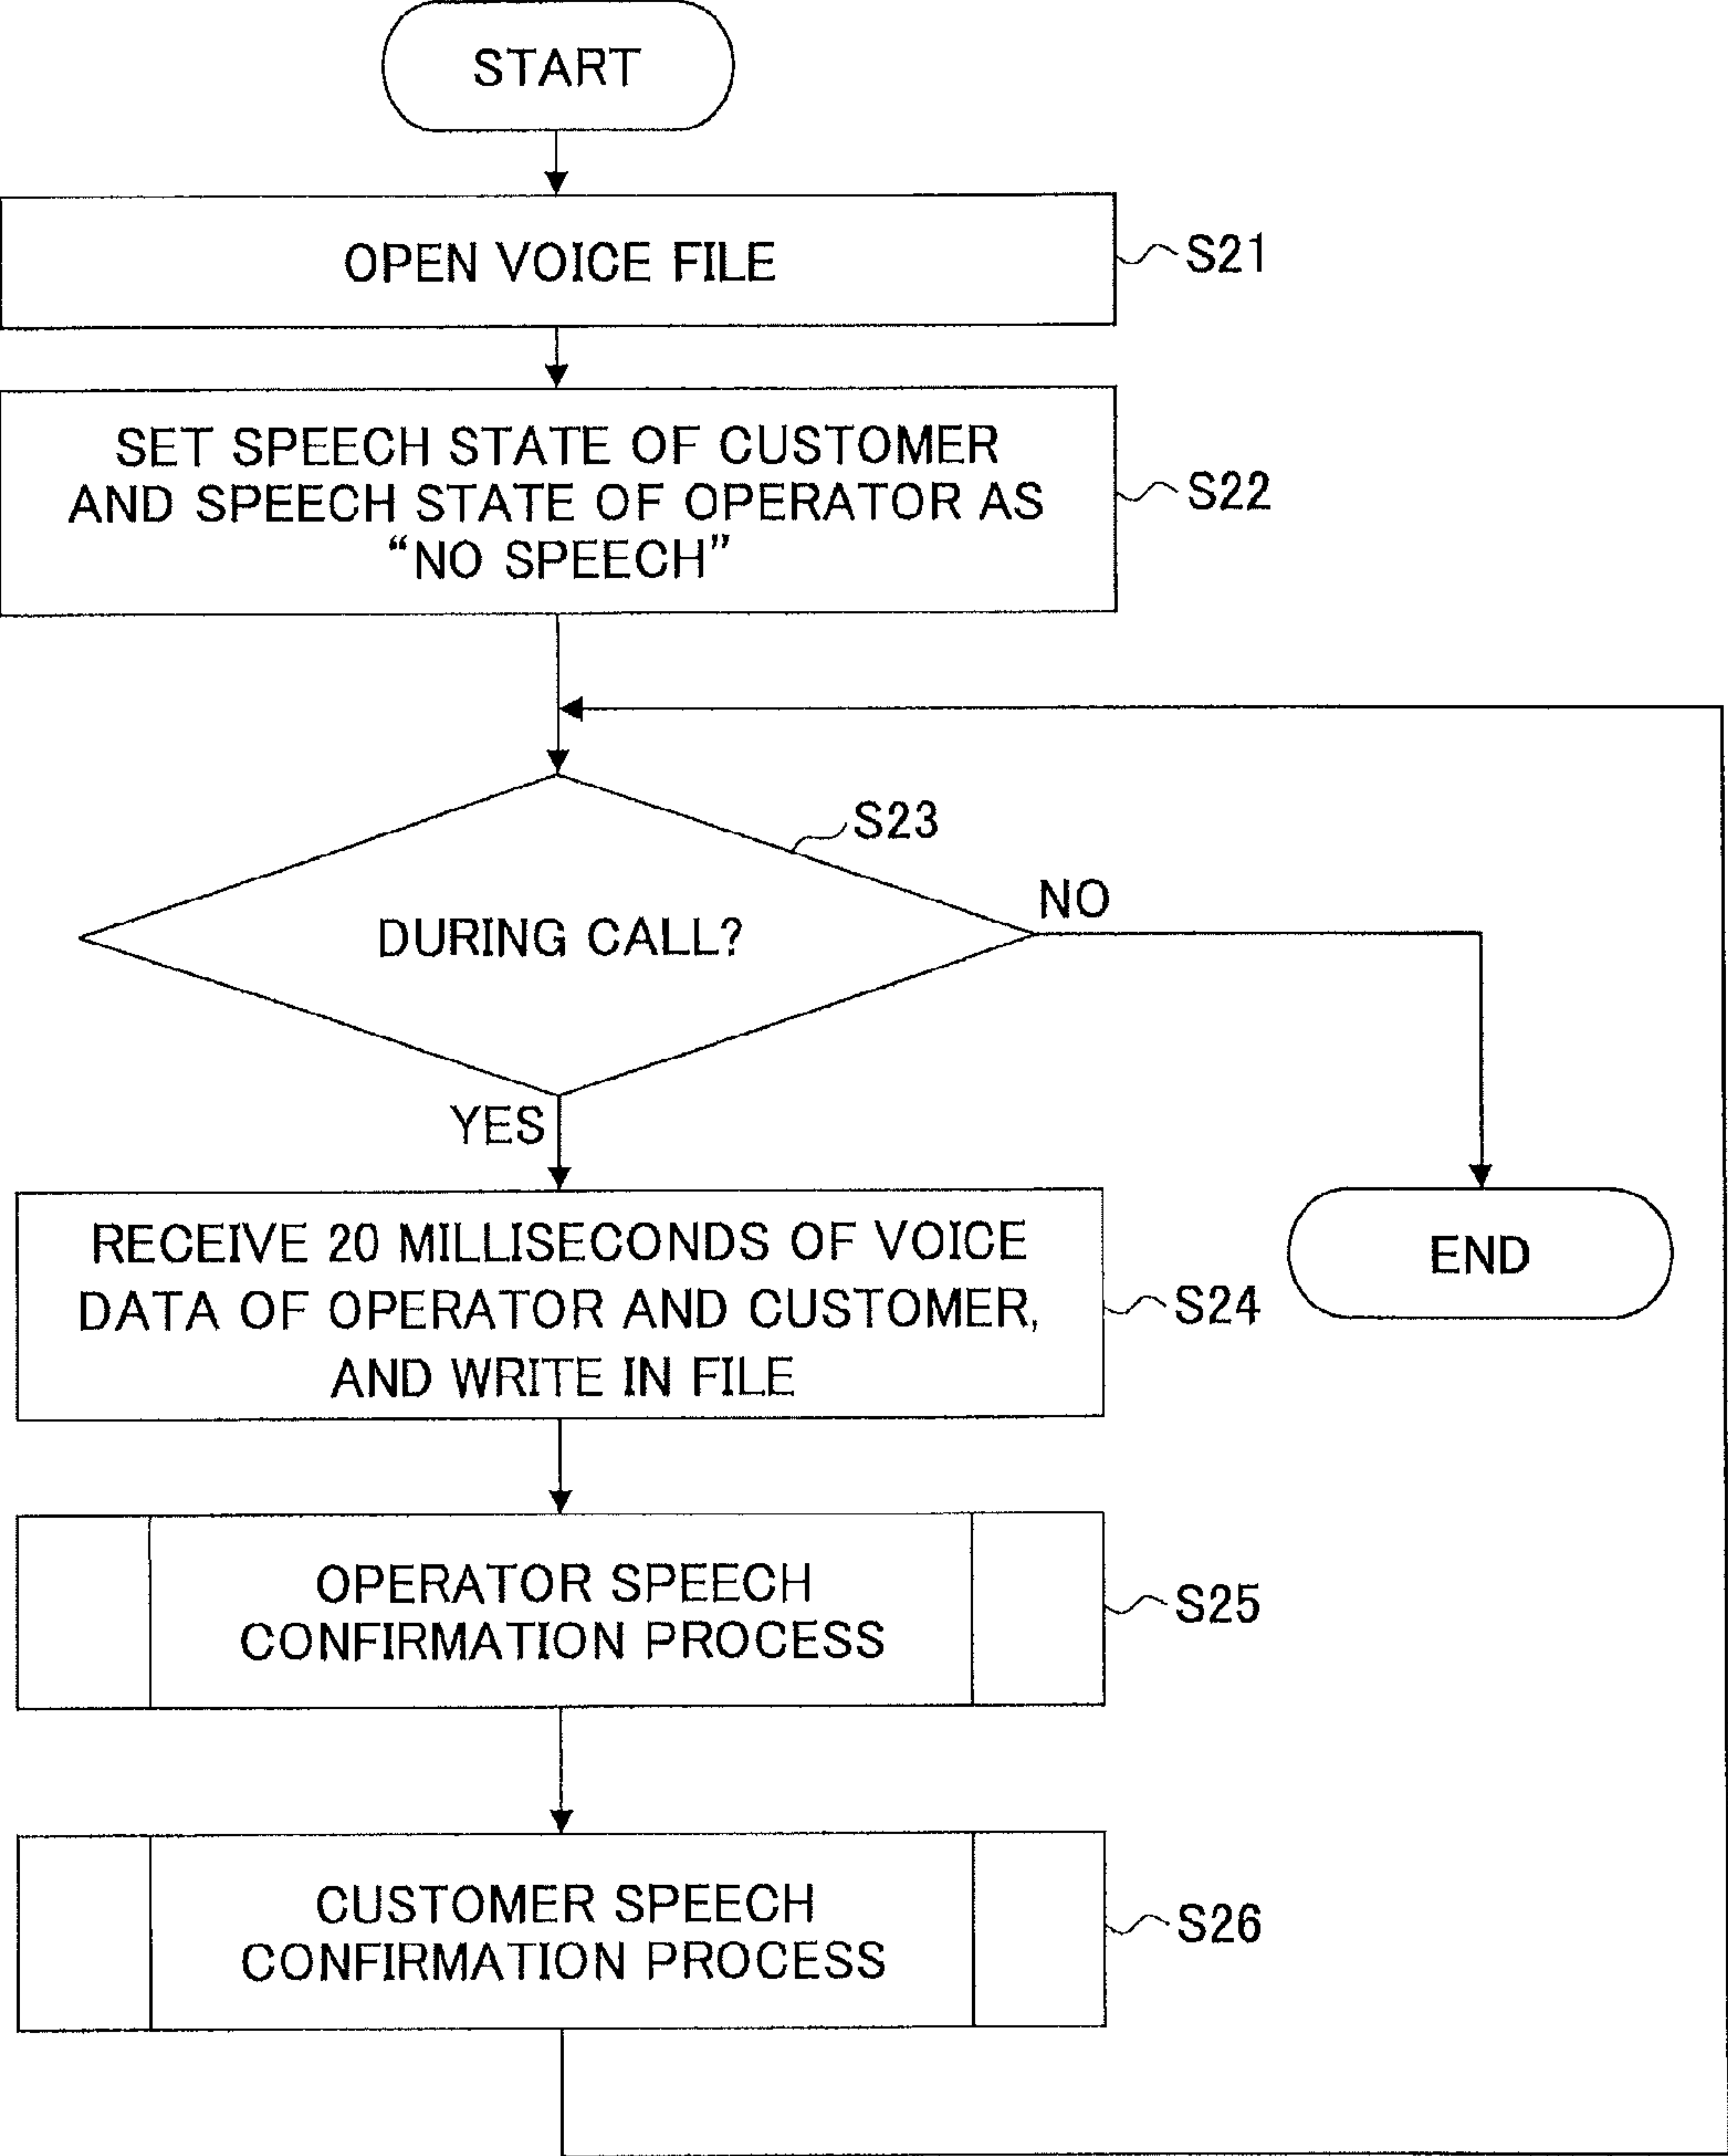 START
OPEN VOICE FILE
S21
SET SPEECH STATE OF CUSTOMER
AND SPEECH STATE OF OPERATOR AS
“NO SPEECH”
S22
S23
DURING CALL?
NO
YES
RECEIVE 20 MILLISECONDS OF VOICE
DATA OF OPERATOR AND CUSTOMER,
AND WRITE IN FILE
S24
END
OPERATOR SPEECH
CONFIRMATION PROCESS
S25
CUSTOMER SPEECH
CONFIRMATION PROCESS
S26